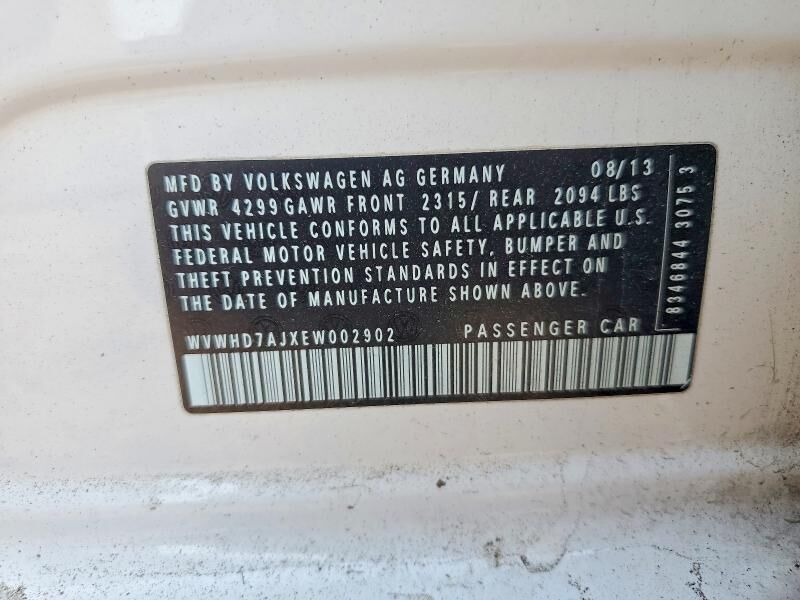 MFD BY VOLKSWAGEN AG GERMANY 08/13
GVWR 4299 GAWR FRONT 2315/ REAR 2094 LBS
THIS VEHICLE CONFORMS TO ALL APPLICABLE U.S.
FEDERAL MOTOR VEHICLE SAFETY, BUMPER AND
THEFT PREVENTION STANDARDS IN EFFECT ON
THE DATE OF MANUFACTURE SHOWN ABOVE.
WVWHD7AJXEW002902 PASSENGER CAR
8346844 3075 3